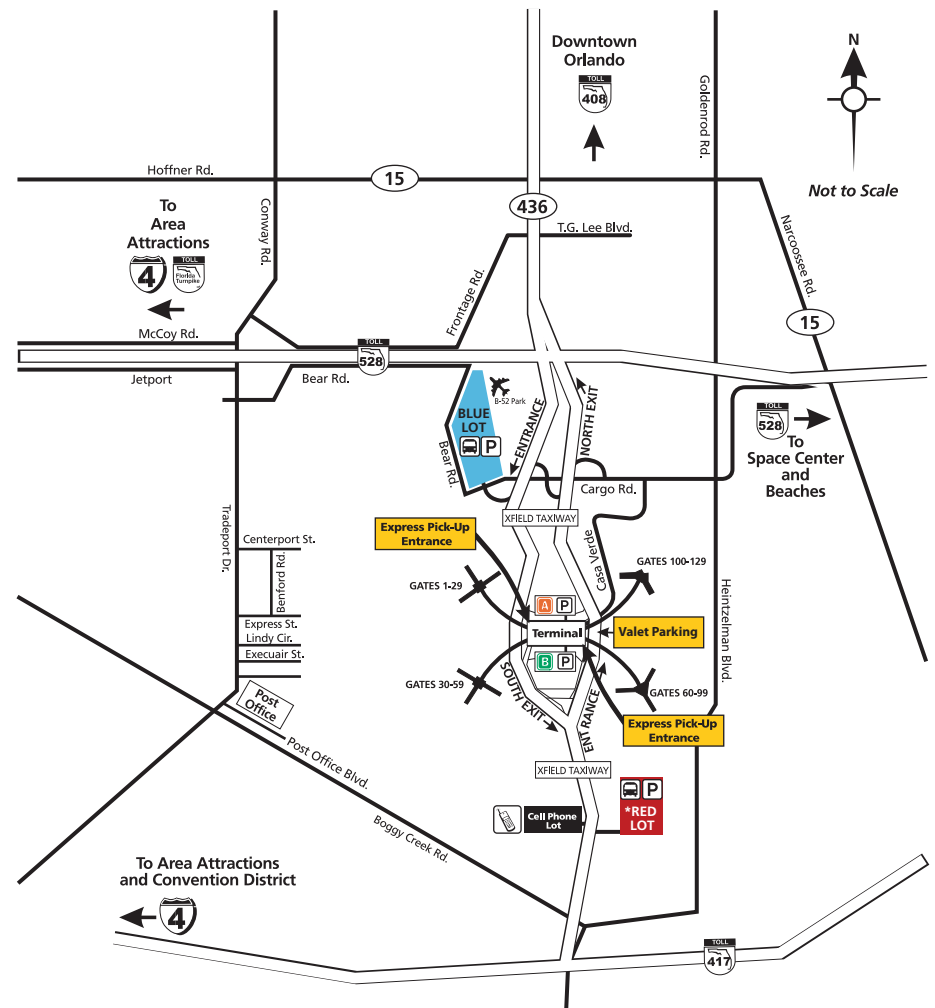 Downtown
Orlando
TOLL
408
N
Not to Scale
Goldenrod Rd.
Hoffner Rd.
15
436
To
Area
Attractions
4
TOLL
Florida
Turnpike
Conway Rd.
T.G. Lee Blvd.
Frontage Rd.
Narcoossee Rd.
15
McCoy Rd.
TOLL
528
Jetport
Bear Rd.
B-52 Park
BLUE
LOT
P
Bear Rd.
ENTRANCE
NORTH EXIT
TOLL
528
To
Space Center
and
Beaches
Cargo Rd.
XFIELD TAXIWAY
Express Pick-Up
Entrance
Casa Verde
Tradeport Dr.
Centerport St.
Benford Rd.
GATES 1-29
GATES 100-129
Heintzelman Blvd.
A P
Express St.
Lindy Cir.
Execuair St.
Terminal
Valet Parking
B P
GATES 30-59
GATES 60-99
SOUTH EXIT
ENTRANCE
Post
Office
Express Pick-Up
Entrance
Post Office Blvd.
XFIELD TAXIWAY
P
*RED
LOT
Cell Phone
Lot
Boggy Creek Rd.
To Area Attractions
and Convention District
4
TOLL
417